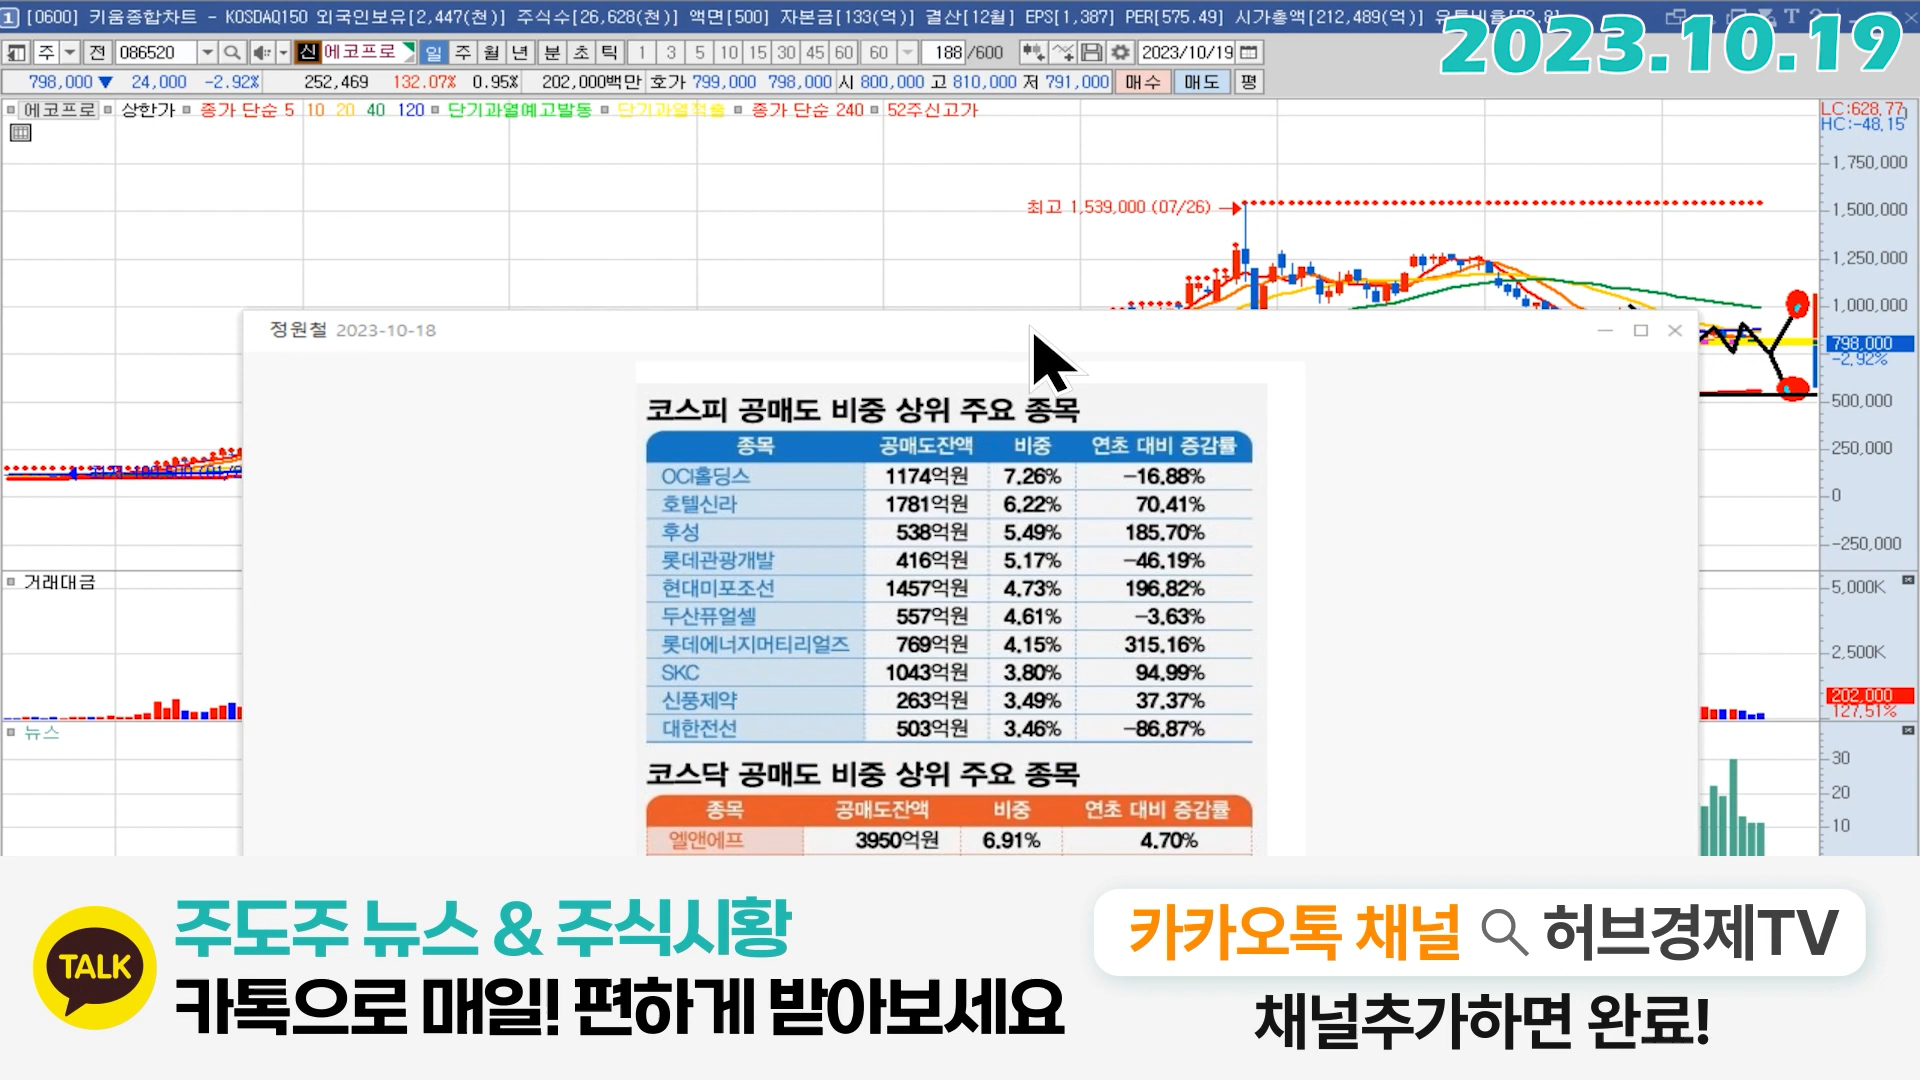 [0600] 키움종합차트 - KOSDAQ150 외국인보유[2,447(천)] 주식수[26,628(천)] 액면[500] 자본금[133(억)] 결산[12월] EPS[1,387] PER[575.49] 시가총액[212,489(억)]
2023.10.19
주 전 086520 신 에코프로 일 주 월 년 분 초 틱 1 3 5 10 15 30 45 60 60 188 /600 2023/10/19
798,000 ▼ 24,000 -2.92% 252,469 132.07% 0.95% 202,000백만 호가 799,000 798,000 시 800,000 고 810,000 저 791,000 매수 매도 평
에코프로 상한가 종가 단순 5 10 20 40 120 단기과열예고발동 단기과열적출 종가 단순 240 52주신고가
LC:628.77
HC:-48.15
1,750,000
최고 1,539,000 (07/26)
1,500,000
1,250,000
1,000,000
798,000
-2.92%
500,000
250,000
0
-250,000
정원철 2023-10-18
코스피 공매도 비중 상위 주요 종목
종목 공매도잔액 비중 연초 대비 증감률
OCI홀딩스 1174억원 7.26% -16.88%
호텔신라 1781억원 6.22% 70.41%
후성 538억원 5.49% 185.70%
롯데관광개발 416억원 5.17% -46.19%
현대미포조선 1457억원 4.73% 196.82%
두산퓨얼셀 557억원 4.61% -3.63%
롯데에너지머티리얼즈 769억원 4.15% 315.16%
SKC 1043억원 3.80% 94.99%
신풍제약 263억원 3.49% 37.37%
대한전선 503억원 3.46% -86.87%
코스닥 공매도 비중 상위 주요 종목
종목 공매도잔액 비중 연초 대비 증감률
엘앤에프 3950억원 6.91% 4.70%
거래대금
5,000K
2,500K
202,000
127.51%
뉴스
30
20
10
TALK
주도주 뉴스 & 주식시황
카톡으로 매일! 편하게 받아보세요
카카오톡 채널 허브경제TV
채널추가하면 완료!